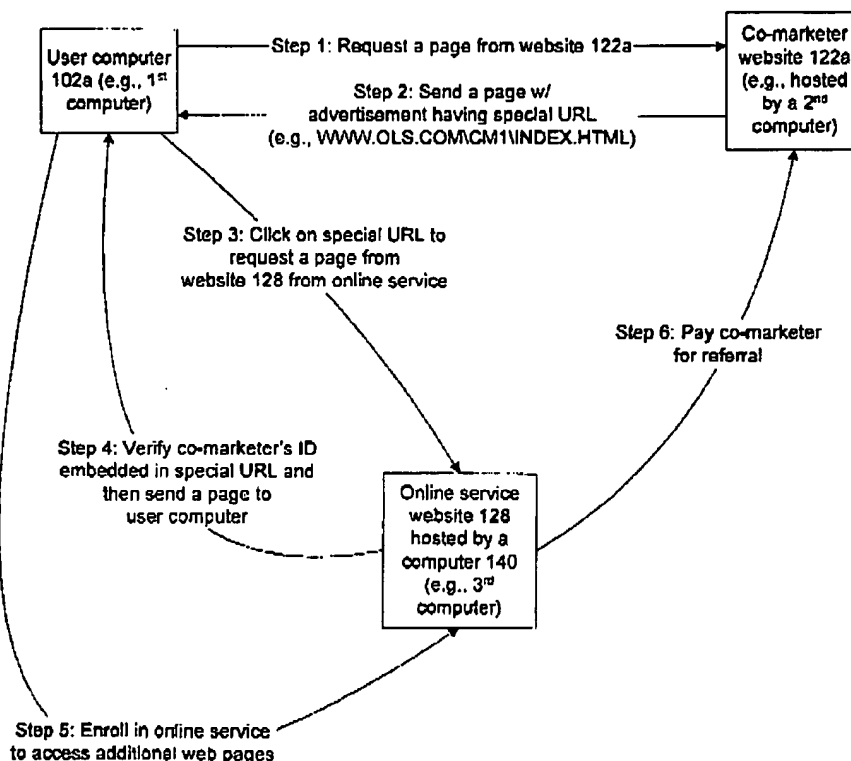 User computer
102a (e.g., 1st
computer)
Step 1: Request a page from website 122a
Co-marketer
website 122a
(e.g., hosted
by a 2nd
computer)
Step 2: Send a page w/
advertisement having special URL
(e.g., WWW.OLS.COM\CM1\INDEX.HTML)
Step 3: Click on special URL to
request a page from
website 128 from online service
Step 6: Pay co-marketer
for referral
Step 4: Verify co-marketer's ID
embedded in special URL and
then send a page to
user computer
Online service
website 128
hosted by a
computer 140
(e.g., 3rd
computer)
Step 5: Enroll in online service
to access additional web pages